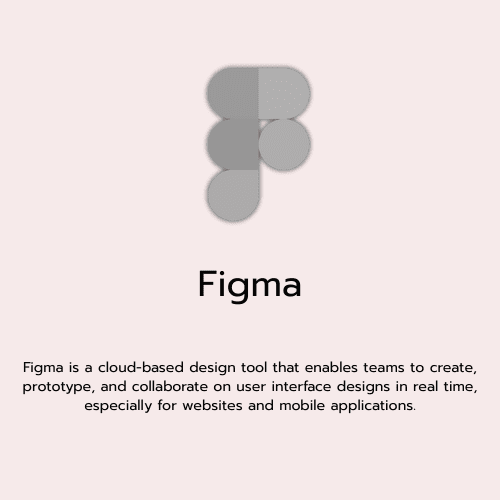 Figma
Figma is a cloud-based design tool that enables teams to create,
prototype, and collaborate on user interface designs in real time,
especially for websites and mobile applications.